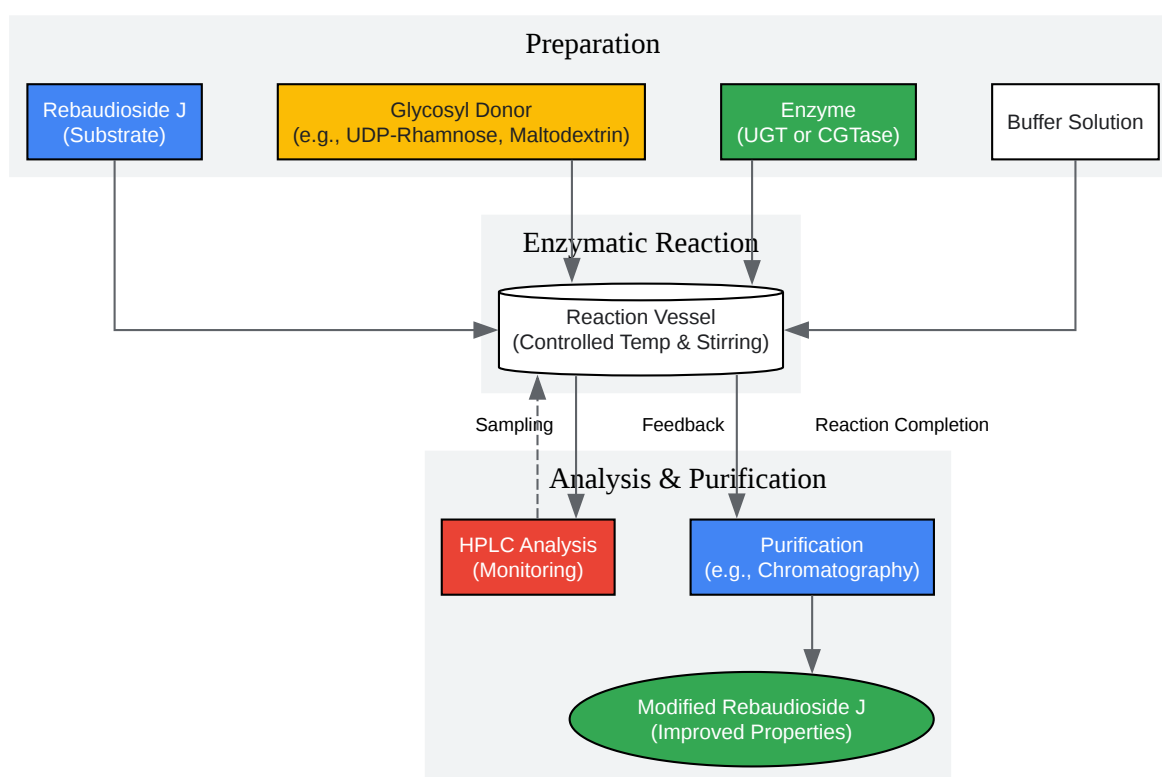 Preparation
Rebaudioside J
(Substrate)
Glycosyl Donor
(e.g., UDP-Rhamnose, Maltodextrin)
Enzyme
(UGT or CGTase)
Buffer Solution
Enzymatic Reaction
Reaction Vessel
(Controlled Temp & Stirring)
Sampling
Feedback
Reaction Completion
Analysis & Purification
HPLC Analysis
(Monitoring)
Purification
(e.g., Chromatography)
Modified Rebaudioside J
(Improved Properties)